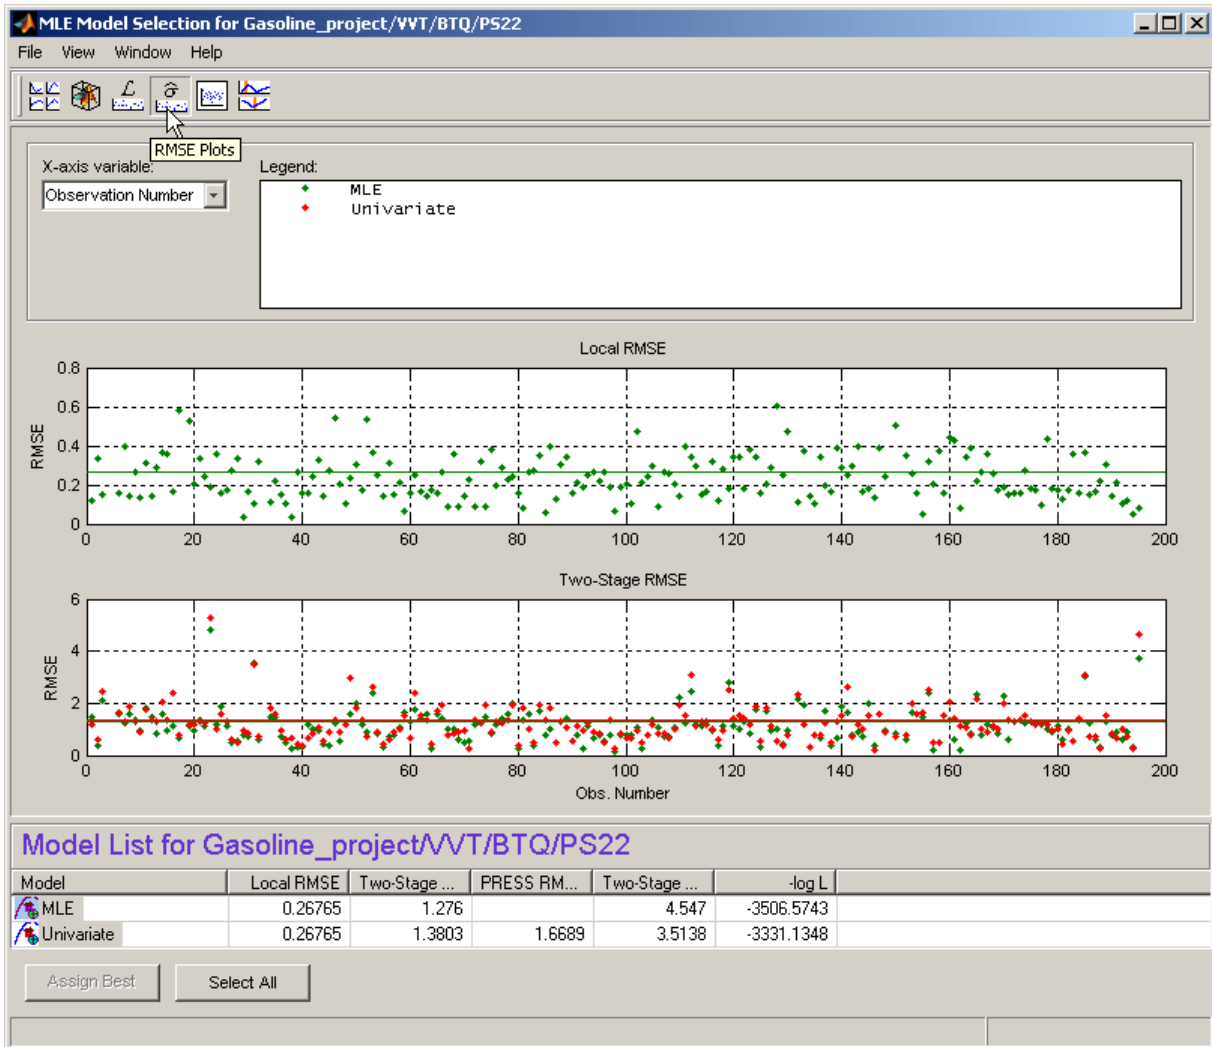 MLE Model Selection for Gasoline_project/VVT/BTQ/PS22
File View Window Help
RMSE Plots
X-axis variable:
Legend:
Observation Number
MLE
Univariate
Local RMSE
RMSE
0.8
0.6
0.4
0.2
0
0 20 40 60 80 100 120 140 160 180 200
Two-Stage RMSE
RMSE
6
4
2
0
0 20 40 60 80 100 120 140 160 180 200
Obs. Number
Model List for Gasoline_project/VVT/BTQ/PS22
Model Local RMSE Two-Stage ... PRESS RM... Two-Stage ... -log L
MLE 0.26765 1.276 4.547 -3506.5743
Univariate 0.26765 1.3803 1.6689 3.5138 -3331.1348
Assign Best Select All